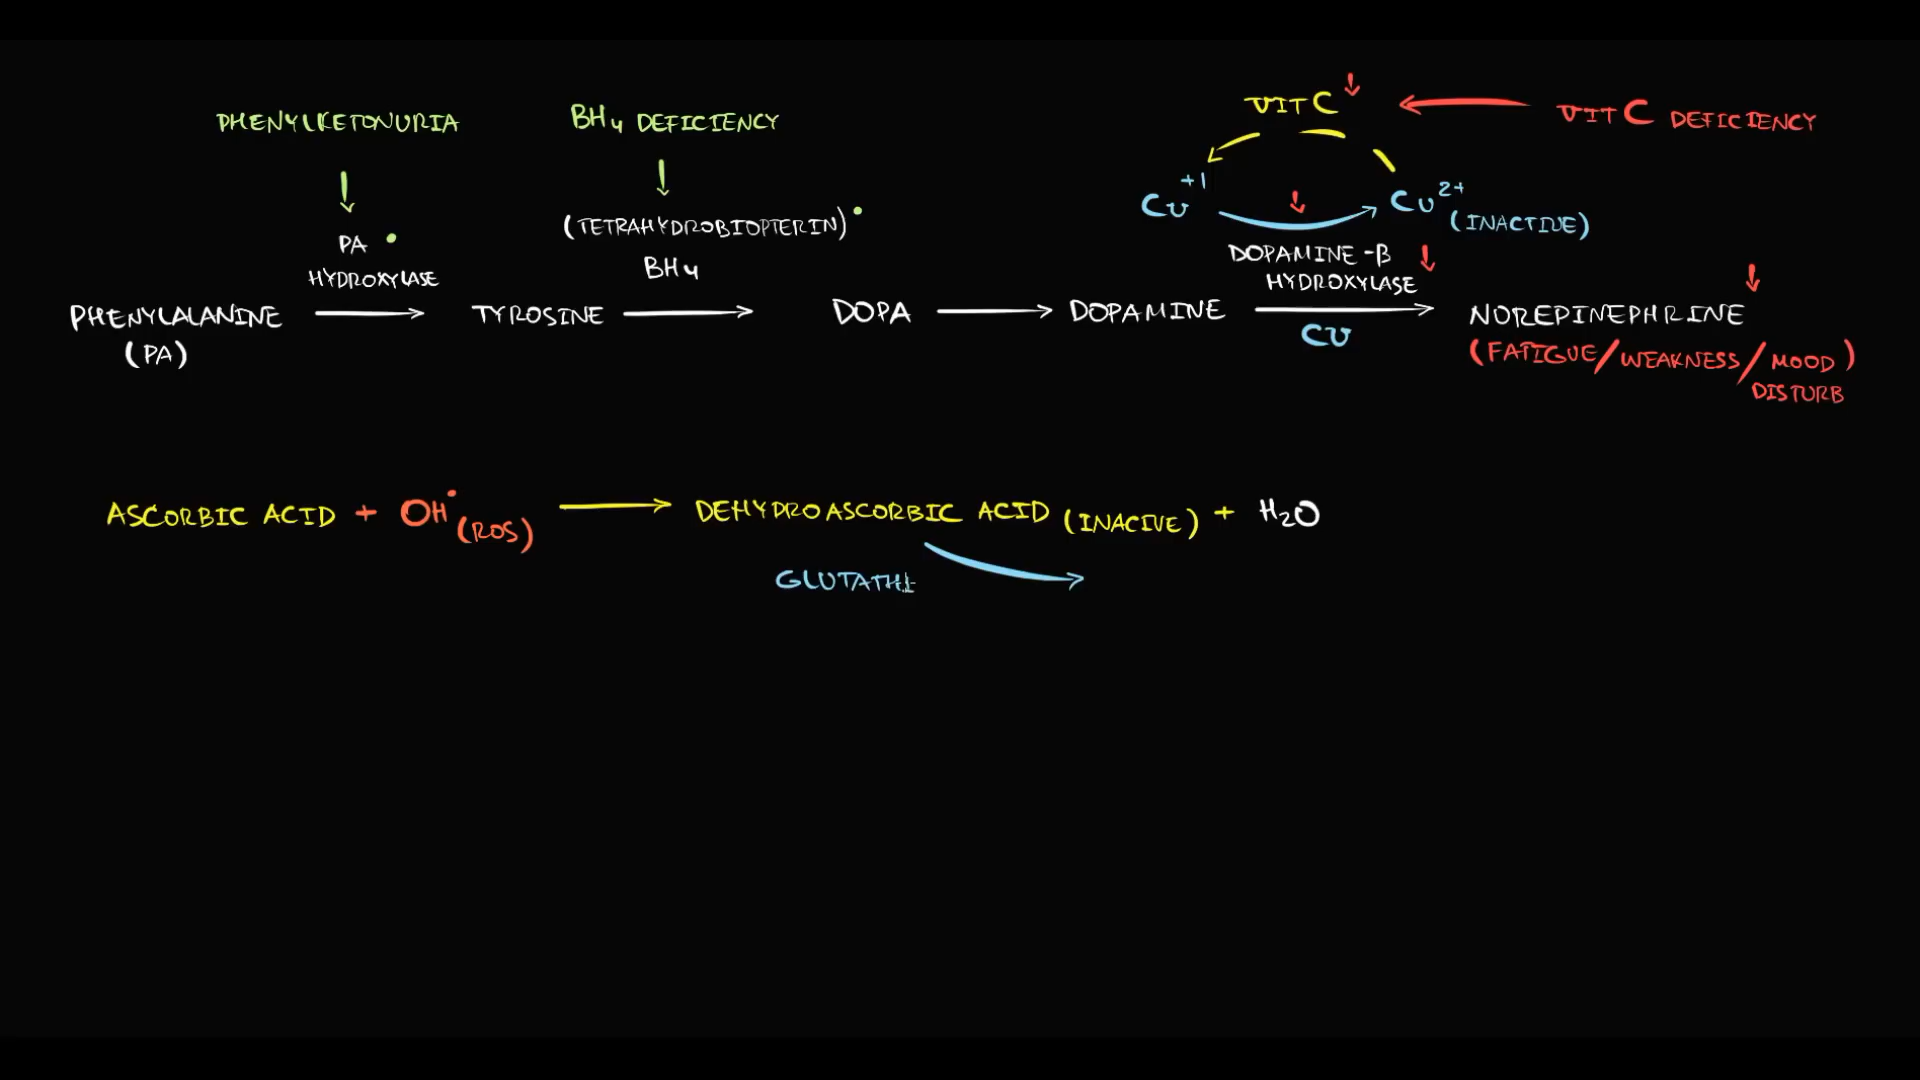 VIT C ↓
PHENYLKETONURIA
BH4 DEFICIENCY
VIT C DEFICIENCY
Cu+1
Cu2+ (INACTIVE)
(TETRAHYDROBIOPTERIN)
BH4
PA
HYDROXYLASE
DOPAMINE-β
HYDROXYLASE
PHENYLALANINE
(PA)
TYROSINE
DOPA
DOPAMINE
Cu
NOREPINEPHRINE
(FATIGUE/WEAKNESS/MOOD)
DISTURB
ASCORBIC ACID + OH• (ROS) → DEHYDROASCORBIC ACID (INACIVE) + H2O
GLUTATHI